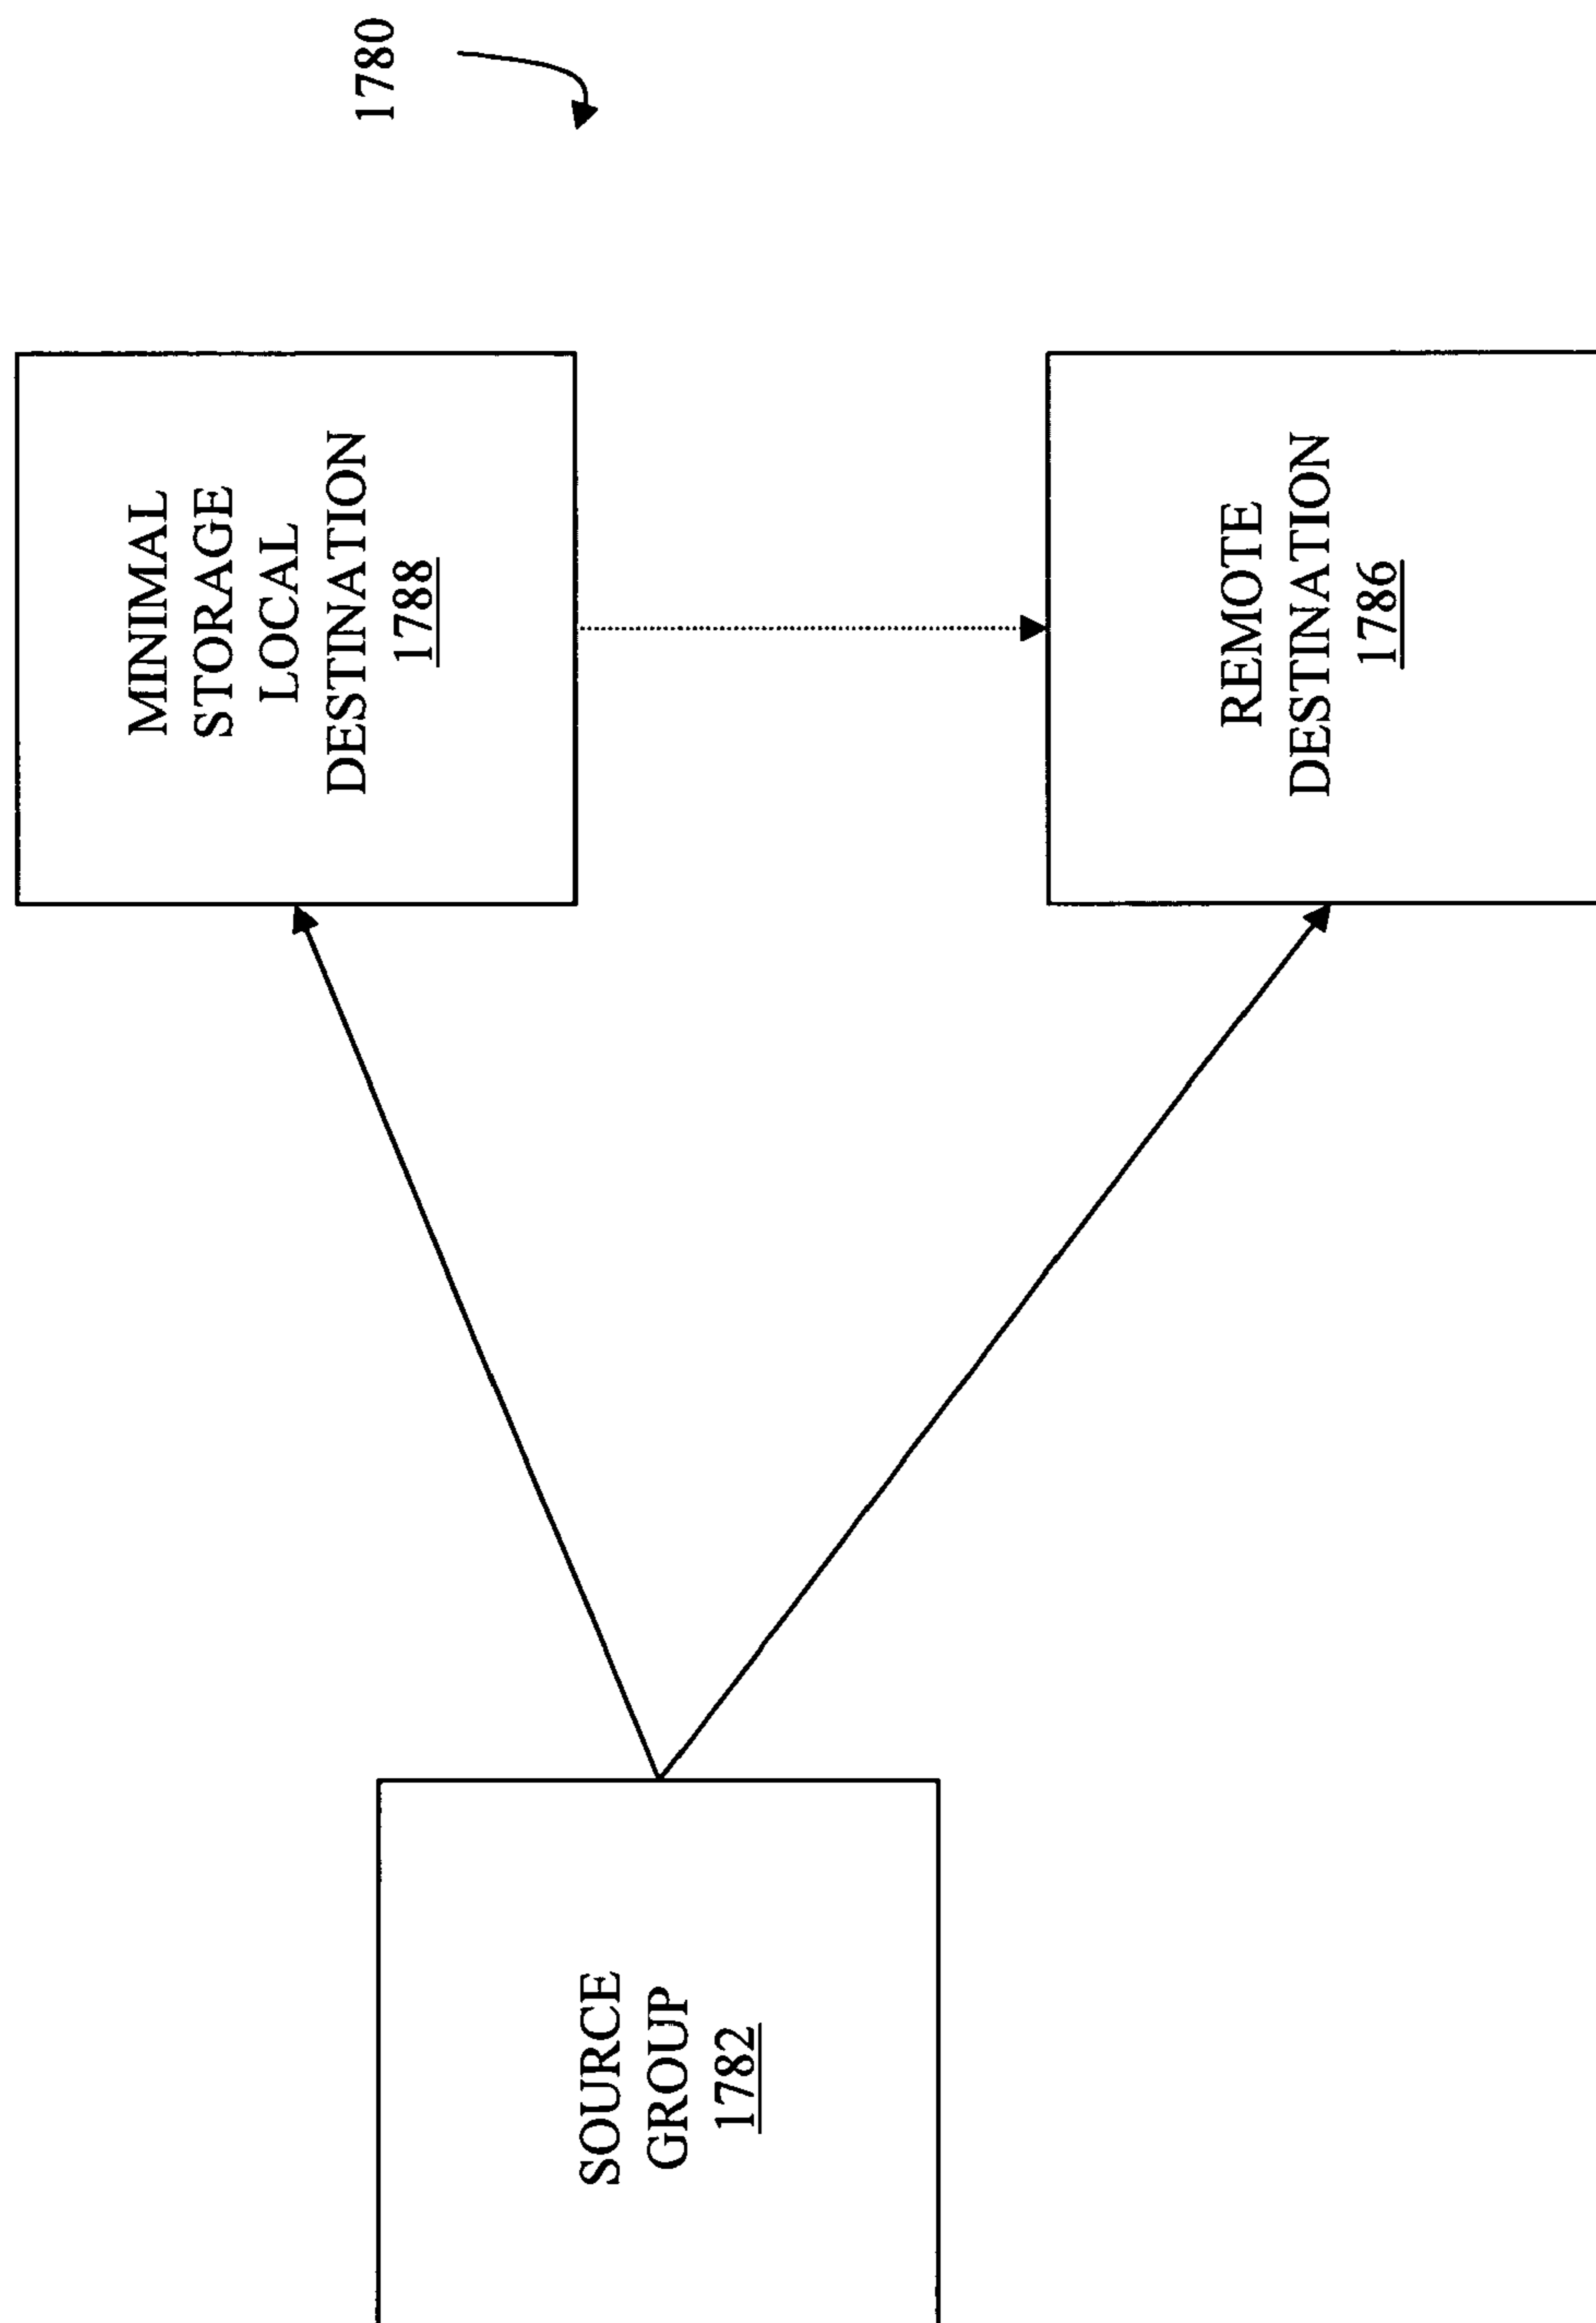 1780
MINIMAL
STORAGE
LOCAL
DESTINATION
1788
SOURCE
GROUP
1782
REMOTE
DESTINATION
1786